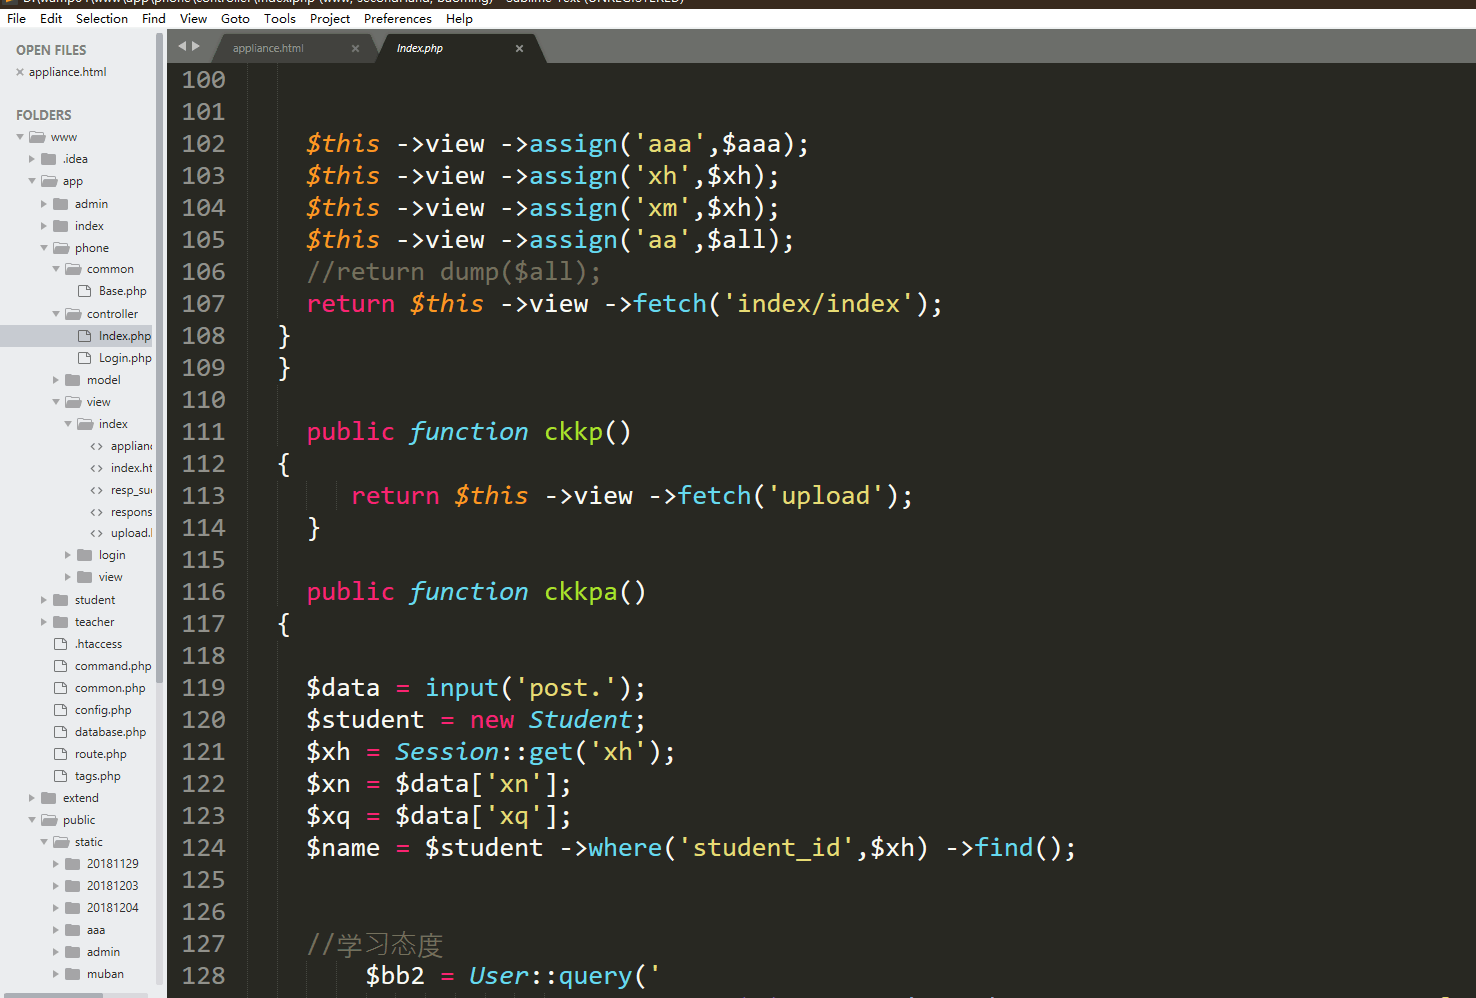 File Edit Selection Find View Goto Tools Project Preferences Help
OPEN FILES
appliance.html
FOLDERS
www
.idea
app
admin
index
phone
common
Base.php
controller
Index.php
Login.php
model
view
index
index.ht
resp_su
respons
upload.
login
view
student
teacher
.htaccess
command.php
common.php
config.php
database.php
route.php
tags.php
extend
public
static
20181129
20181203
20181204
aaa
admin
muban
appliance.html × Index.php ×
100
101
102 $this ->view ->assign('aaa',$aaa);
103 $this ->view ->assign('xh',$xh);
104 $this ->view ->assign('xm',$xh);
105 $this ->view ->assign('aa',$all);
106 //return dump($all);
107 return $this ->view ->fetch('index/index');
108 }
109 }
110
111 public function ckkp()
112 {
113 return $this ->view ->fetch('upload');
114 }
115
116 public function ckkpa()
117 {
118
119 $data = input('post.');
120 $student = new Student;
121 $xh = Session::get('xh');
122 $xn = $data['xn'];
123 $xq = $data['xq'];
124 $name = $student ->where('student_id',$xh) ->find();
125
126
127 //学习态度
128 $bb2 = User::query('